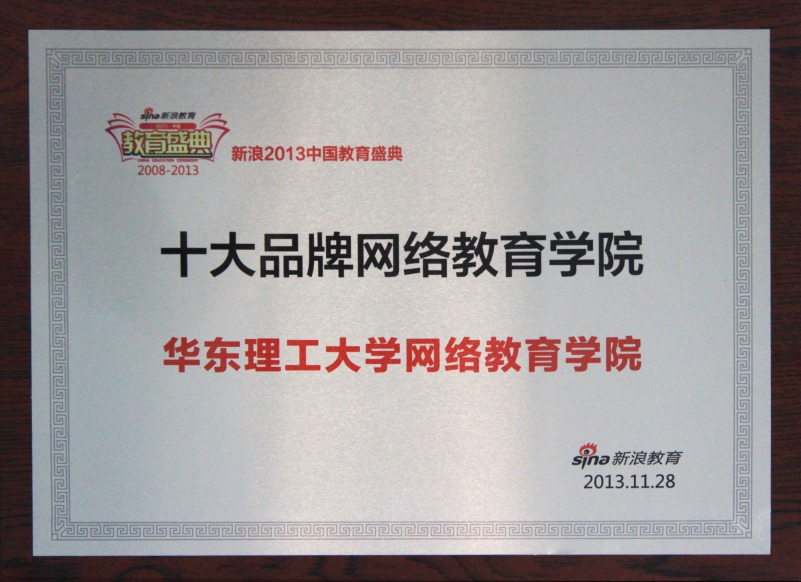 sina新浪教育
教育盛典
CHINA EDUCATION CEREMONY
2008-2013
新浪2013中国教育盛典
十大品牌网络教育学院
华东理工大学网络教育学院
sina新浪教育
2013.11.28